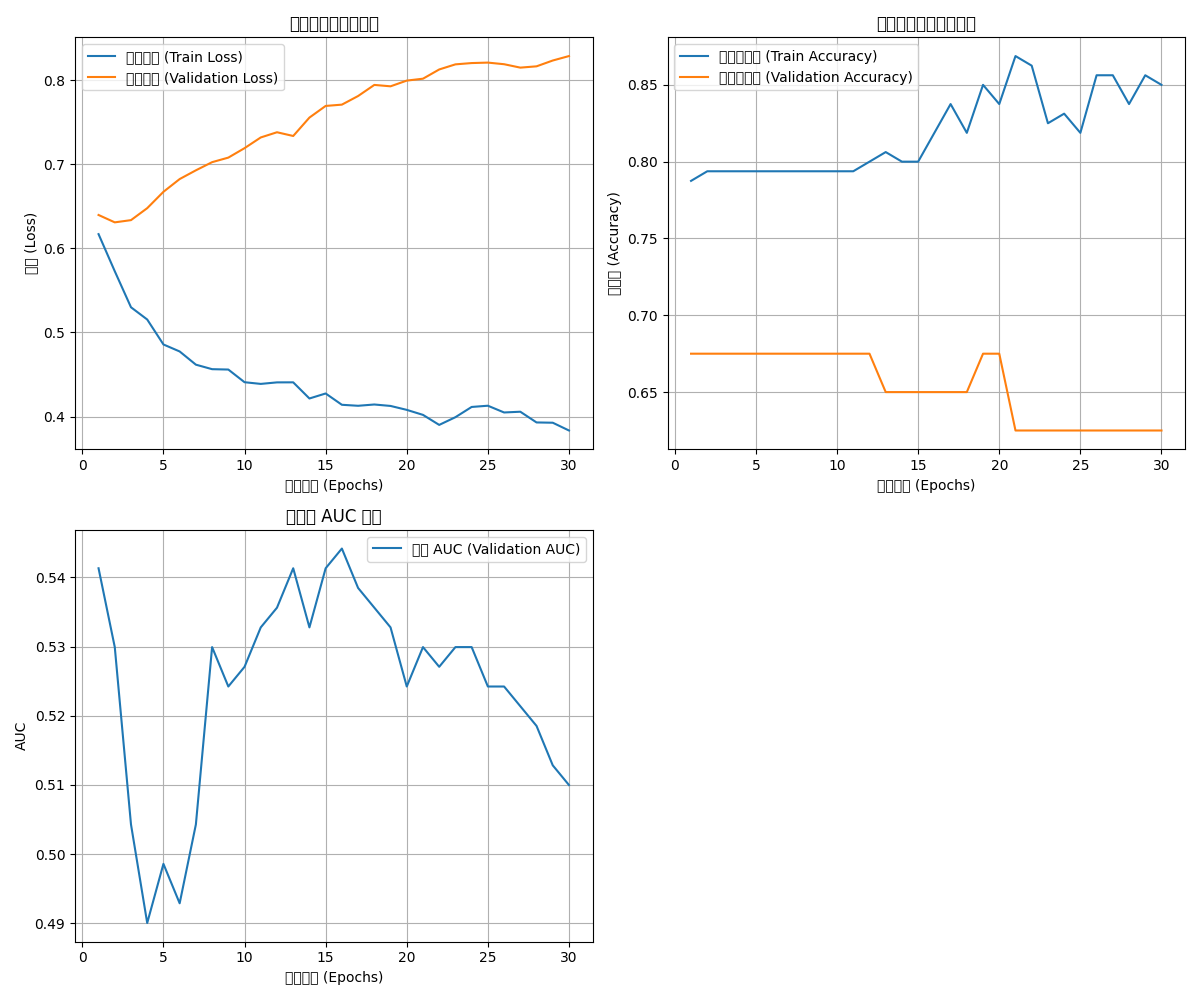 (Train Loss)
(Validation Loss)
0.8
0.7
0.6
0.5
0.4
(Loss)
0 5 10 15 20 25 30
(Epochs)
(Train Accuracy)
(Validation Accuracy)
0.85
0.80
0.75
0.70
0.65
(Accuracy)
0 5 10 15 20 25 30
(Epochs)
AUC
AUC (Validation AUC)
0.54
0.53
0.52
0.51
0.50
0.49
AUC
0 5 10 15 20 25 30
(Epochs)